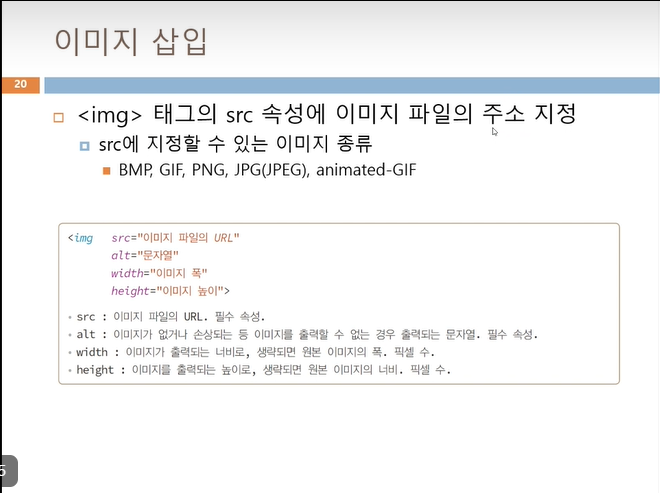 이미지 삽입
20
<img> 태그의 src 속성에 이미지 파일의 주소 지정
src에 지정할 수 있는 이미지 종류
BMP, GIF, PNG, JPG(JPEG), animated-GIF
<img src="이미지 파일의 URL"
alt="문자열"
width="이미지 폭"
height="이미지 높이">
• src : 이미지 파일의 URL. 필수 속성.
• alt : 이미지가 없거나 손상되는 등 이미지를 출력할 수 없는 경우 출력되는 문자열. 필수 속성.
• width : 이미지가 출력되는 너비로, 생략되면 원본 이미지의 폭. 픽셀 수.
• height : 이미지를 출력되는 높이로, 생략되면 원본 이미지의 너비. 픽셀 수.